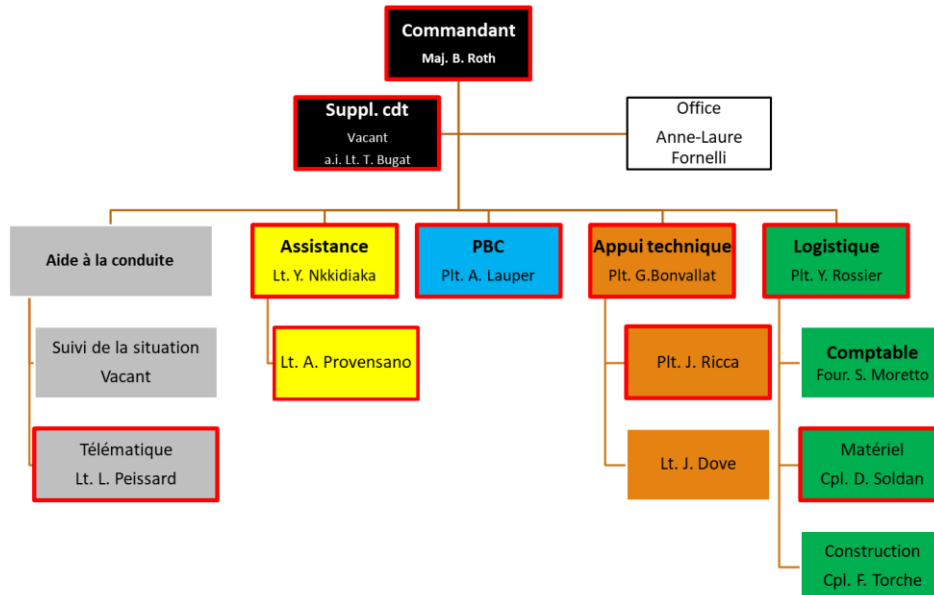 Commandant
Maj. B. Roth
Suppl. cdt
Vacant
a.i. Lt. T. Bugat
Office
Anne-Laure
Fornelli
Aide à la conduite
Assistance
Lt. Y. Nkkidiaka
PBC
Plt. A. Lauper
Appui technique
Plt. G.Bonvallat
Logistique
Plt. Y. Rossier
Suivi de la situation
Vacant
Lt. A. Provensano
Plt. J. Ricca
Comptable
Four. S. Moretto
Télématique
Lt. L. Peissard
Lt. J. Dove
Matériel
Cpl. D. Soldan
Construction
Cpl. F. Torche